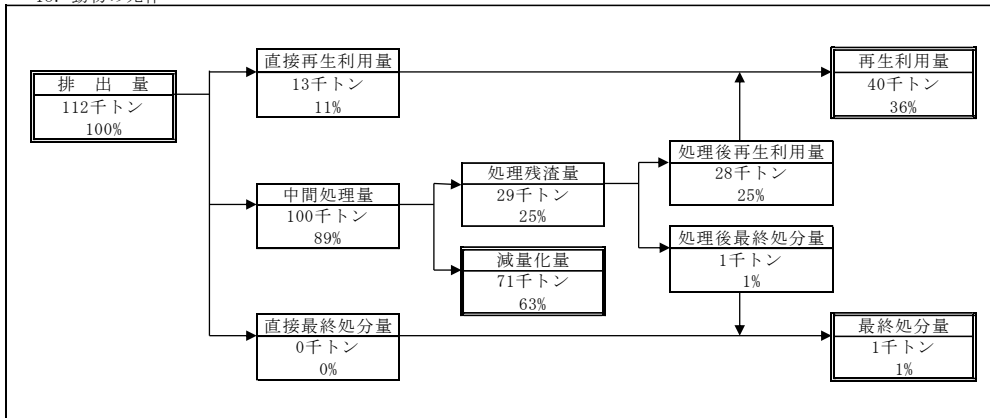 直接再生利用量
13千トン
11%
再生利用量
40千トン
36%
排　出　量
112千トン
100%
処理後再生利用量
28千トン
25%
処理残渣量
29千トン
25%
中間処理量
100千トン
89%
処理後最終処分量
1千トン
1%
減量化量
71千トン
63%
直接最終処分量
0千トン
0%
最終処分量
1千トン
1%